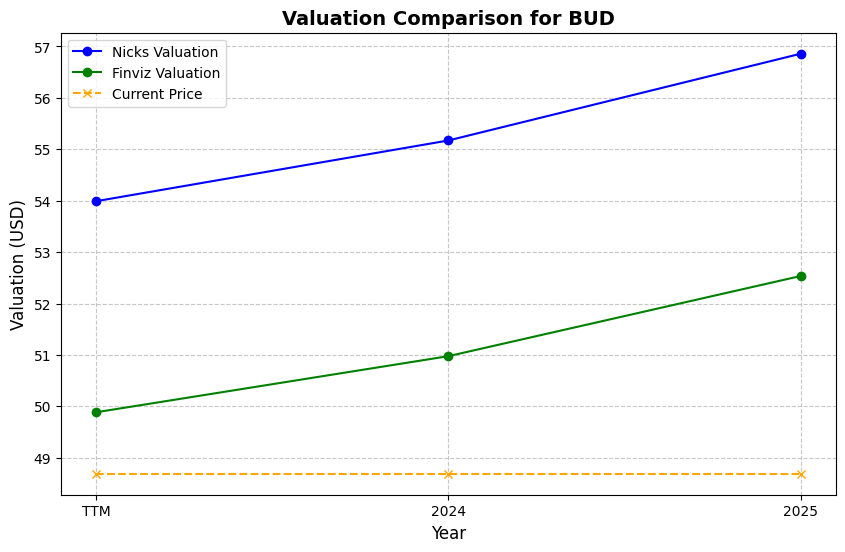 Valuation Comparison for BUD
Nicks Valuation
Finviz Valuation
Current Price
57
56
55
54
53
52
51
50
49
Valuation (USD)
TTM
2024
2025
Year